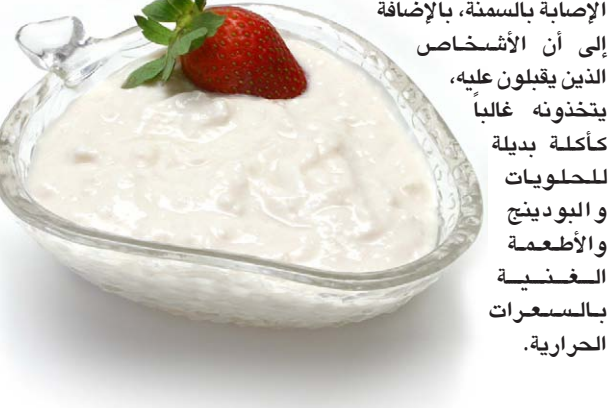 الإصابة بالسمنة، بالإضافة
إلى أن الأشخاص
الذين يقبلون عليه،
يتخذونه غالباً
كأكلة بديلة
للحلويات
والبودينج
والأطعمة
الغنية
بالسعرات
الحرارية.